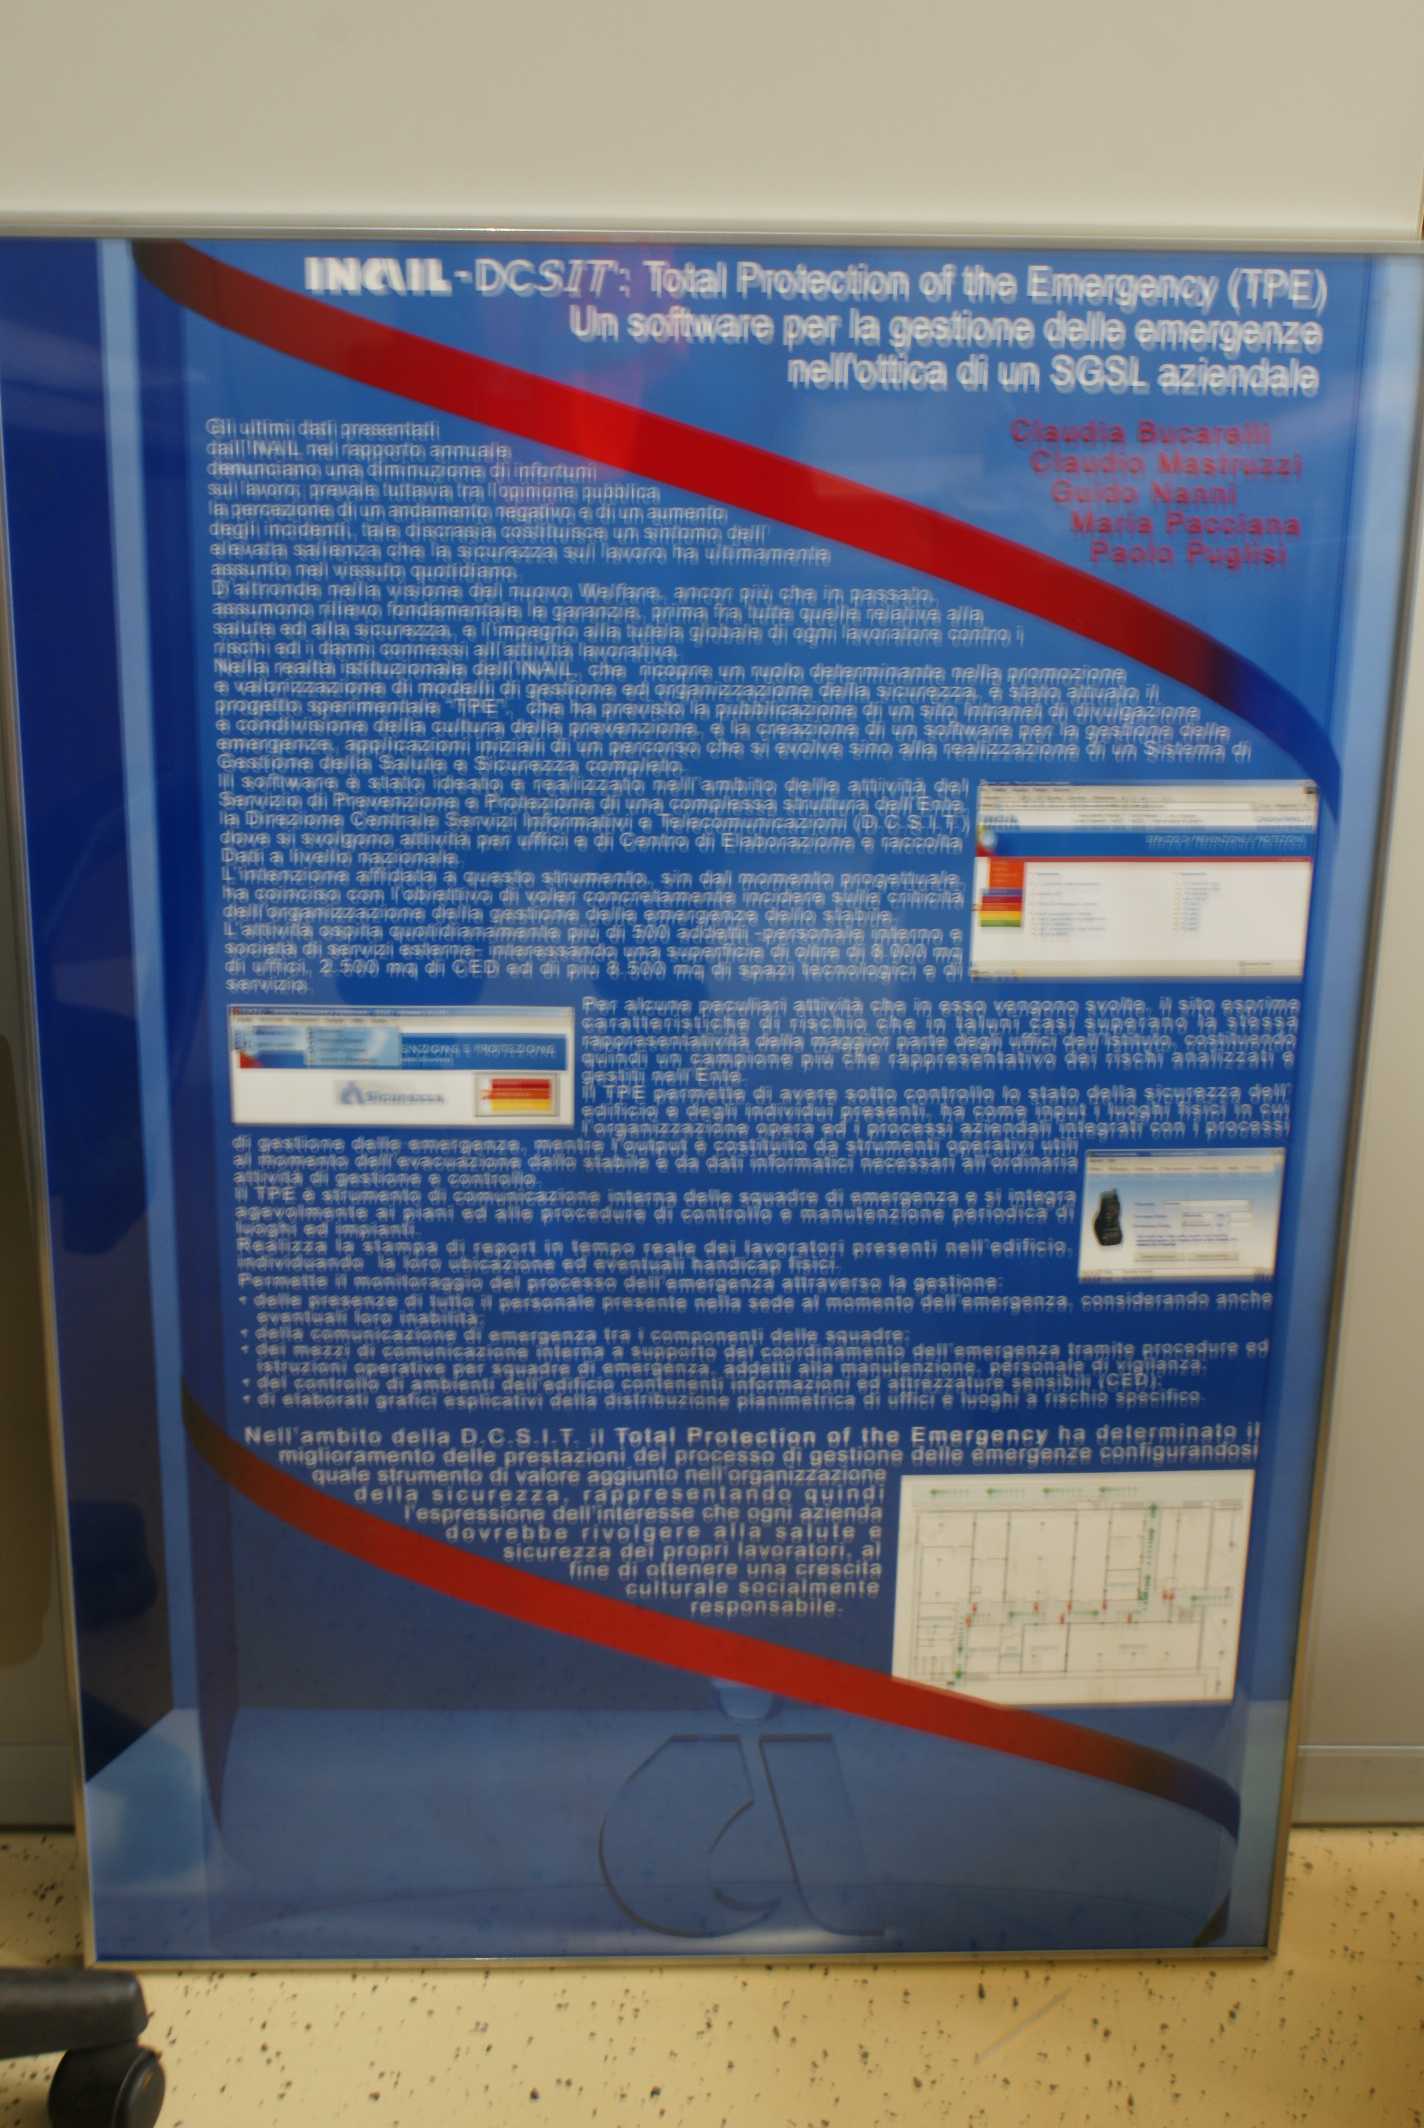 INAIL-DCSIT: Total Protection of the Emergency (TPE)
Un software per la gestione delle emergenze
nell'ottica di un SGSL aziendale
Claudia Bucarelli
Claudio Mastruzzi
Guido Nanni
Maria Pacciana
Paolo Puglisi
Gli ultimi dati presentati
dall'INAIL nel rapporto annuale,
denunciano una diminuzione di infortuni
sul lavoro; prevale tuttavia tra l'opinione pubblica
la percezione di un andamento negativo e di un aumento
degli incidenti, tale discrasia costituisce un sintomo dell'
elevata salienza che la sicurezza sul lavoro ha ultimamente
assunto nel vissuto quotidiano.
D'altronde nella visione del nuovo Welfare, ancor più che in passato,
assumono rilievo fondamentale le garanzie, prima fra tutte quelle relative alla
salute ed alla sicurezza, e l'impegno alla tutela globale di ogni lavoratore contro i
rischi ed i danni connessi all'attività lavorativa.
Nella realtà istituzionale dell'INAIL, che ricopre un ruolo determinante nella promozione
e valorizzazione di modelli di gestione ed organizzazione della sicurezza, è stato attivato il
progetto sperimentale "TPE", che ha previsto la pubblicazione di un sito Intranet di divulgazione
e condivisione della cultura della prevenzione, e la creazione di un software per la gestione delle
emergenze, applicazioni iniziali di un percorso che si evolve sino alla realizzazione di un Sistema di
Gestione della Salute e Sicurezza completo.
Il software è stato ideato e realizzato nell'ambito delle attività del
Servizio di Prevenzione e Protezione di una complessa struttura dell'Ente,
la Direzione Centrale Servizi Informativi e Telecomunicazioni (D.C.S.I.T.)
dove si svolgono attività per uffici e di Centro di Elaborazione e raccolta
Dati a livello nazionale.
L'intenzione affidata a questo strumento, sin dal momento progettuale,
ha coinciso con l'obiettivo di voler concretamente incidere sulle criticità
dell'organizzazione della gestione delle emergenze dello stabile.
L'attività ospita quotidianamente più di 500 addetti -personale interno e
società di servizi esterne- interessando una superficie di oltre di 8.000 mq
di uffici, 2.500 mq di CED ed di più 8.500 mq di spazi tecnologici e di
servizio.
Per alcune peculiari attività che in esso vengono svolte, il sito esprime
caratteristiche di rischio che in taluni casi superano la stessa
rappresentatività della maggior parte degli uffici dell'Istituto, costituendo
quindi un campione più che rappresentativo dei rischi analizzati e
gestiti nell'Ente.
Sicurezza
Il TPE permette di avere sotto controllo lo stato della sicurezza dell'
edificio e degli individui presenti, ha come input i luoghi fisici in cui
l'organizzazione opera ed i processi aziendali integrati con i processi
di gestione delle emergenze, mentre l'output è costituito da strumenti operativi utili
al momento dell'evacuazione dallo stabile e da dati informatici necessari all'ordinaria
attività di gestione e controllo.
Il TPE è strumento di comunicazione interna delle squadre di emergenza e si integra
agevolmente ai piani ed alle procedure di controllo e manutenzione periodica di
luoghi ed impianti.
Realizza la stampa di report in tempo reale dei lavoratori presenti nell'edificio,
individuando la loro ubicazione ed eventuali handicap fisici.
Permette il monitoraggio del processo dell'emergenza attraverso la gestione:
• delle presenze di tutto il personale presente nella sede al momento dell'emergenza, considerando anche
eventuali loro inabilità;
• della comunicazione di emergenza tra i componenti delle squadre;
• dei mezzi di comunicazione interna a supporto del coordinamento dell'emergenza tramite procedure ed
istruzioni operative per squadre di emergenza, addetti alla manutenzione, personale di vigilanza;
• del controllo di ambienti dell'edificio contenenti informazioni ed attrezzature sensibili (CED);
• di elaborati grafici esplicativi della distribuzione planimetrica di uffici e luoghi a rischio specifico.
Nell'ambito della D.C.S.I.T. il Total Protection of the Emergency ha determinato il
miglioramento delle prestazioni del processo di gestione delle emergenze configurandosi
quale strumento di valore aggiunto nell'organizzazione
della sicurezza, rappresentando quindi
l'espressione dell'interesse che ogni azienda
dovrebbe rivolgere alla salute e
sicurezza dei propri lavoratori, al
fine di ottenere una crescita
culturale socialmente
responsabile.